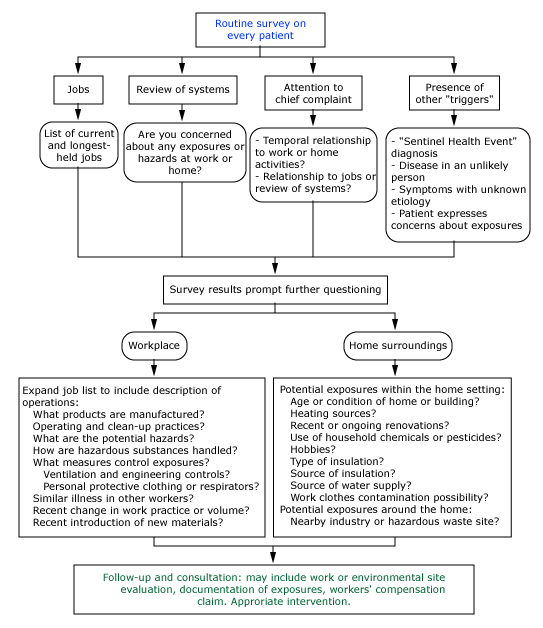 Routine survey on
every patient
Jobs
Review of systems
Attention to
chief complaint
Presence of
other "triggers"
List of current
and longest-
held jobs
Are you concerned
about any exposures or
hazards at work or
home?
- Temporal relationship
to work or home
activities?
- Relationship to jobs or
review of systems?
- “Sentinel Health Event”
diagnosis
- Disease in an unlikely
person
- Symptoms with unknown
etiology
- Patient expresses
concerns about exposures
Survey results prompt further questioning
Workplace
Home surroundings
Expand job list to include description of
operations:
What products are manufactured?
Operating and clean-up practices?
What are the potential hazards?
How are hazardous substances handled?
What measures control exposures?
Ventilation and engineering controls?
Personal protective clothing or respirators?
Similar illness in other workers?
Recent change in work practice or volume?
Recent introduction of new materials?
Potential exposures within the home setting:
Age or condition of home or building?
Heating sources?
Recent or ongoing renovations?
Use of household chemicals or pesticides?
Hobbies?
Type of insulation?
Source of insulation?
Source of water supply?
Work clothes contamination possibility?
Potential exposures around the home:
Nearby industry or hazardous waste site?
Follow-up and consultation: may include work or environmental site
evaluation, documentation of exposures, workers' compensation
claim. Approriate intervention.